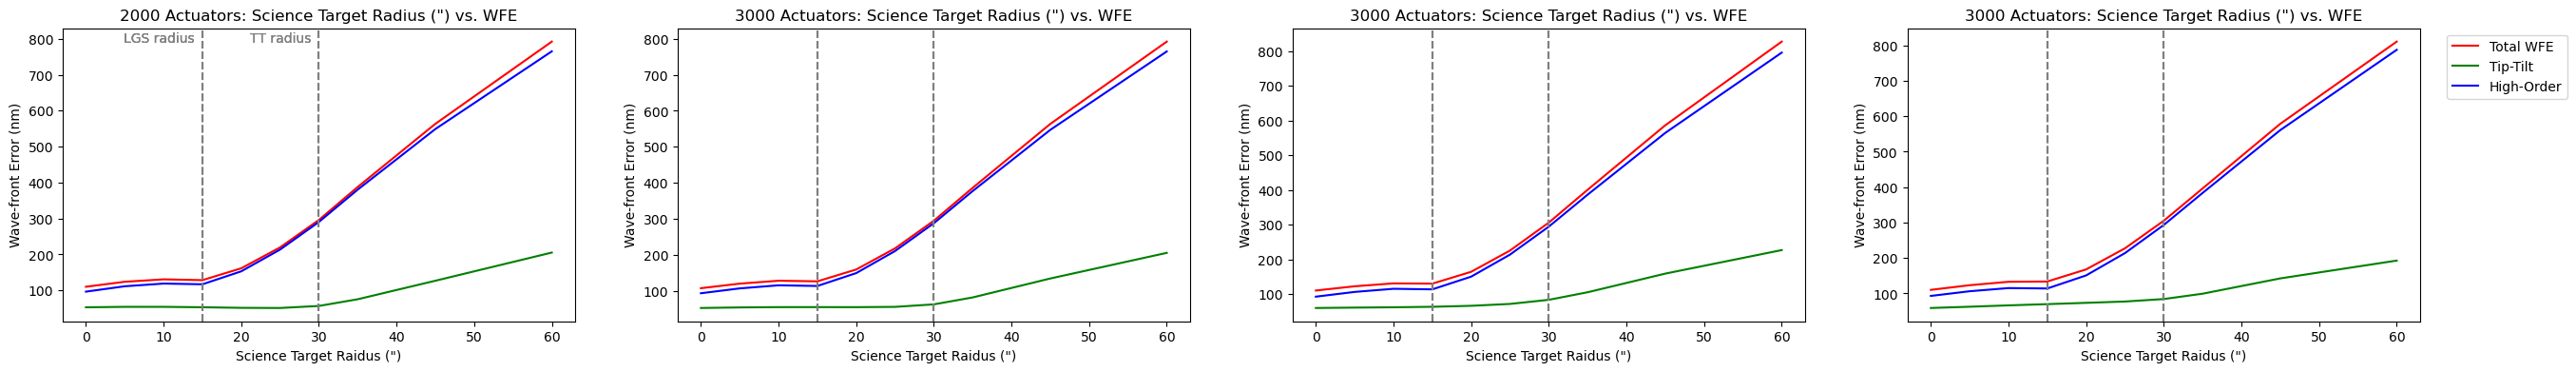 2000 Actuators: Science Target Radius (") vs. WFE
LGS radius
TT radius
800
700
600
500
400
300
200
100
Wave-front Error (nm)
0 10 20 30 40 50 60
Science Target Raidus (")
3000 Actuators: Science Target Radius (") vs. WFE
800
700
600
500
400
300
200
100
Wave-front Error (nm)
0 10 20 30 40 50 60
Science Target Raidus (")
3000 Actuators: Science Target Radius (") vs. WFE
800
700
600
500
400
300
200
100
Wave-front Error (nm)
0 10 20 30 40 50 60
Science Target Raidus (")
3000 Actuators: Science Target Radius (") vs. WFE
800
700
600
500
400
300
200
100
Wave-front Error (nm)
0 10 20 30 40 50 60
Science Target Raidus (")
Total WFE
Tip-Tilt
High-Order